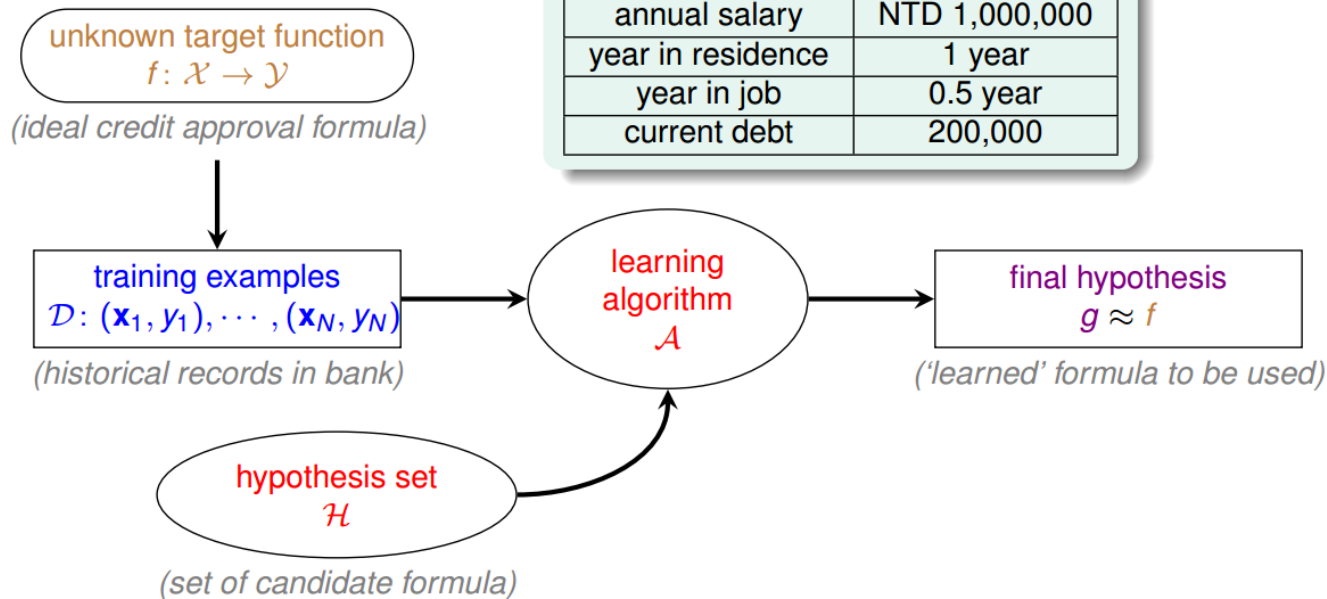 annual salary NTD 1,000,000
year in residence 1 year
year in job 0.5 year
current debt 200,000
unknown target function
f: 𝒳 → 𝒴
(ideal credit approval formula)
training examples
𝒟: (x₁, y₁), ⋯ , (x_N, y_N)
(historical records in bank)
learning
algorithm
𝒜
final hypothesis
g ≈ f
(‘learned’ formula to be used)
hypothesis set
ℋ
(set of candidate formula)